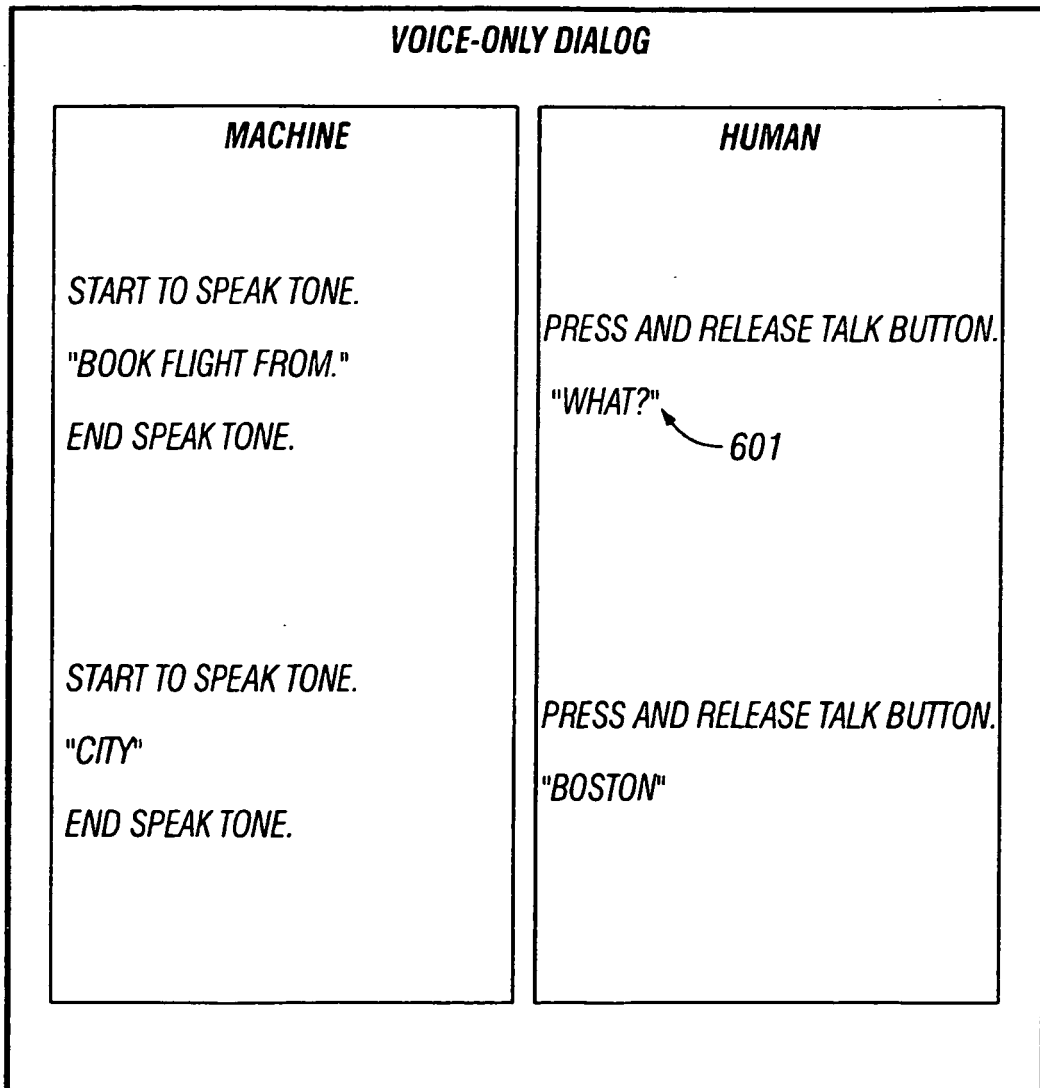 VOICE-ONLY DIALOG
MACHINE
START TO SPEAK TONE.
"BOOK FLIGHT FROM."
END SPEAK TONE.
START TO SPEAK TONE.
"CITY"
END SPEAK TONE.
HUMAN
PRESS AND RELEASE TALK BUTTON.
"WHAT?"
601
PRESS AND RELEASE TALK BUTTON.
"BOSTON"